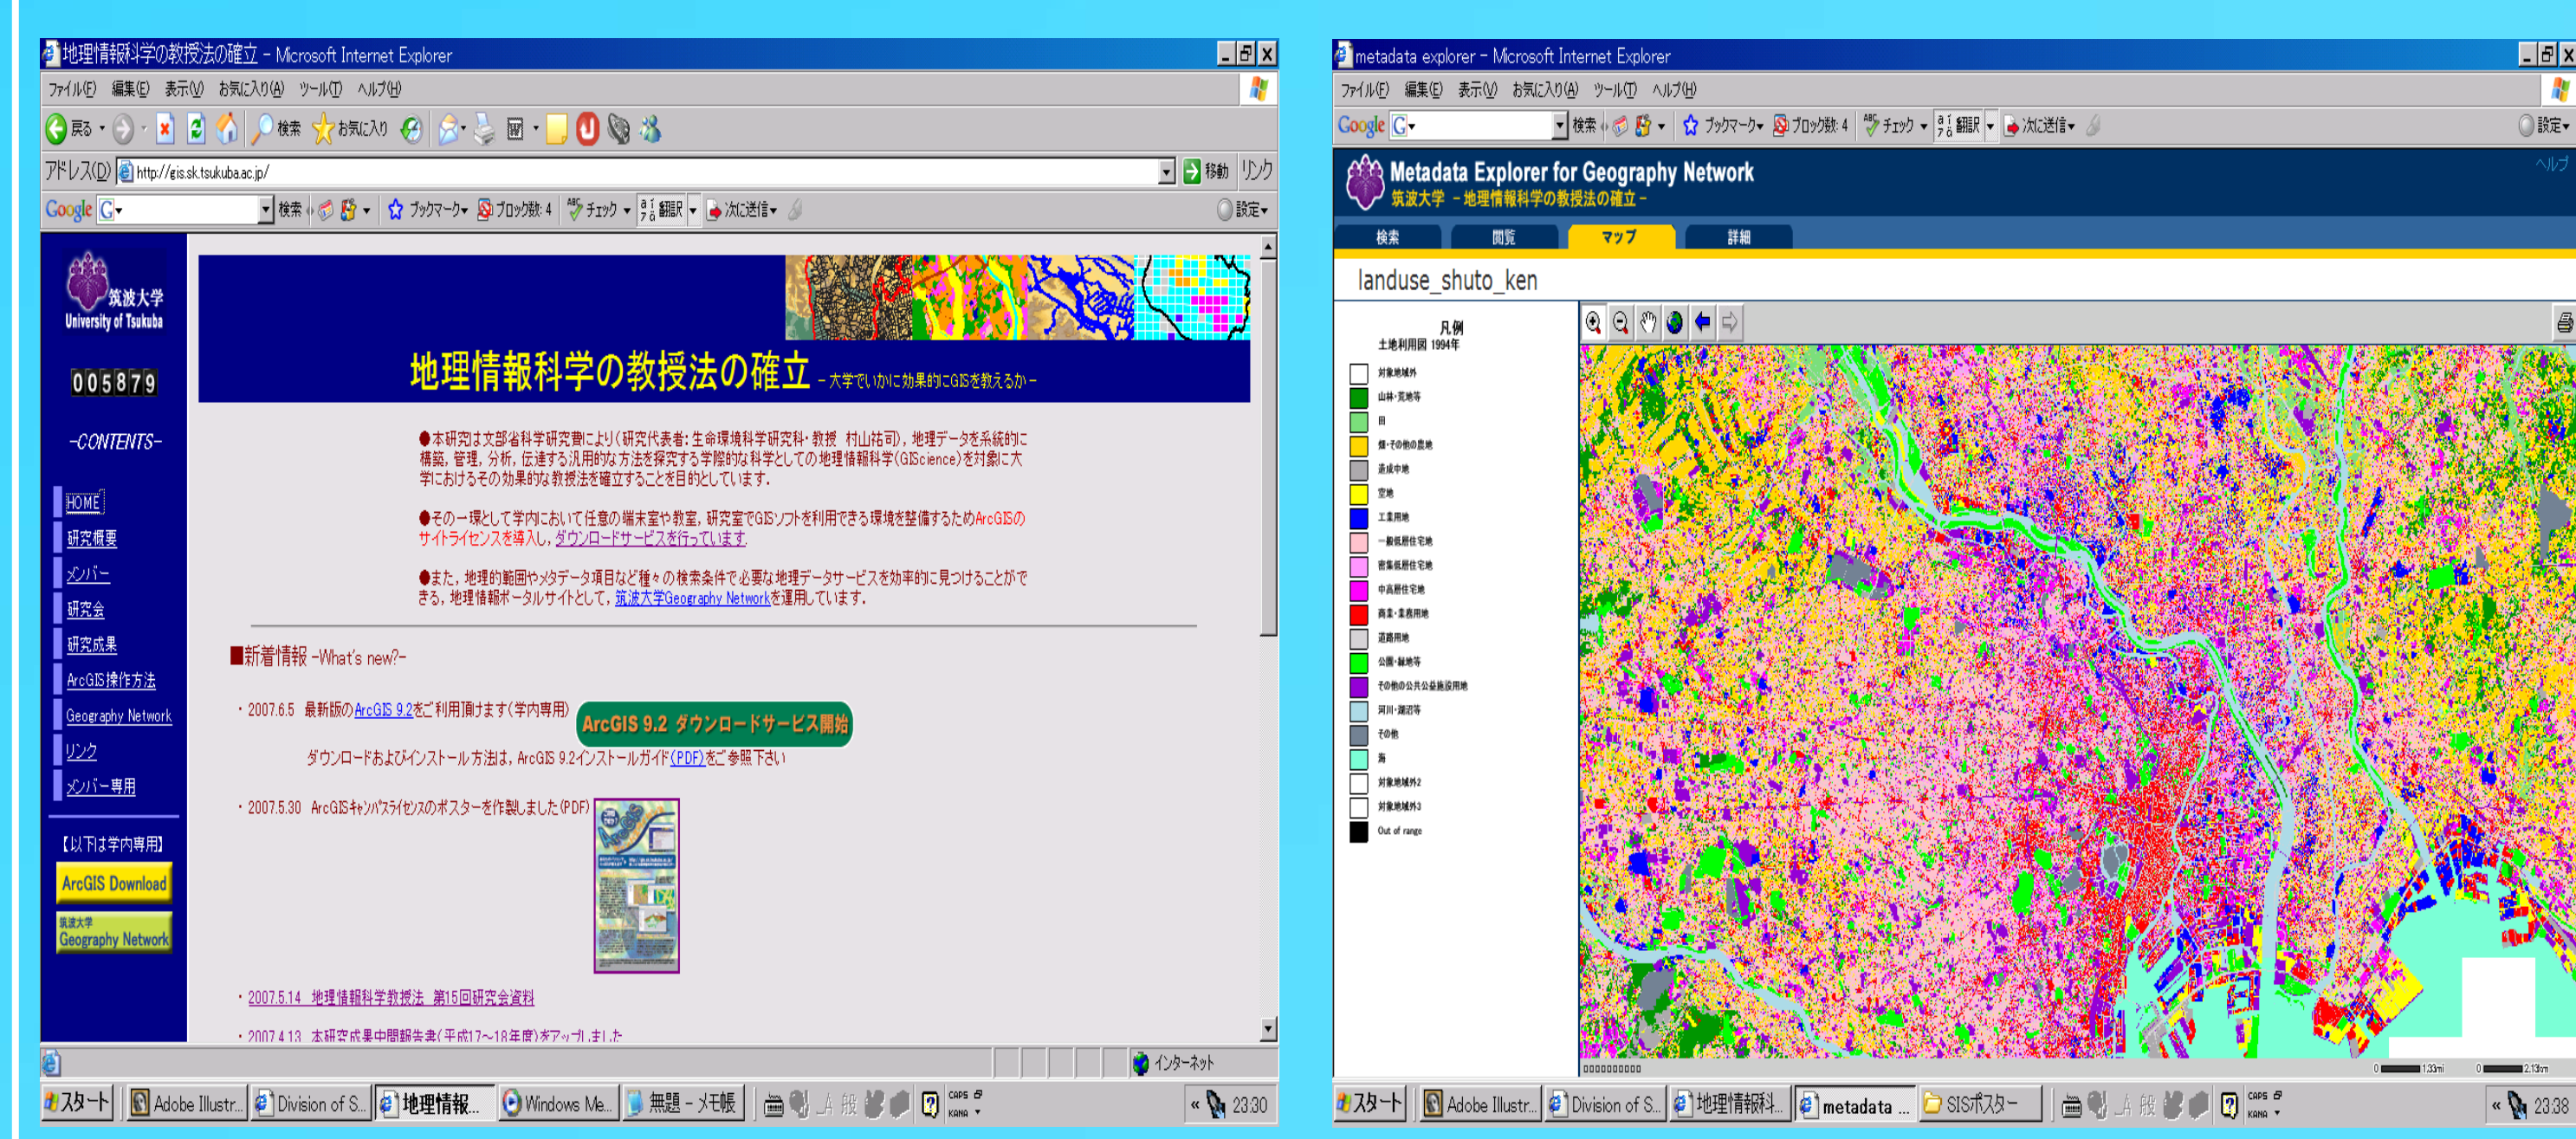 地理情報科学の教授法の確立 - Microsoft Internet Explorer
ファイル(F) 編集(E) 表示(V) お気に入り(A) ツール(T) ヘルプ(H)
戻る 検索 お気に入り
アドレス(D) http://gis.sk.tsukuba.ac.jp/ 移動 リンク
Google G 検索 ブックマーク ブロック数: 4 ABC チェック 翻訳 次に送信 設定
筑波大学
University of Tsukuba
005879
-CONTENTS-
HOME
研究概要
メンバー
研究会
研究成果
ArcGIS操作方法
Geography Network
リンク
メンバー専用
【以下は学内専用】
ArcGIS Download
筑波大学
Geography Network
地理情報科学の教授法の確立 - 大学でいかに効果的にGISを教えるか -
●本研究は文部省科学研究費により(研究代表者: 生命環境科学研究科・教授 村山祐司), 地理データを系統的に
構築, 管理, 分析, 伝達する汎用的な方法を探究する学際的な科学としての地理情報科学(GIScience)を対象に大
学におけるその効果的な教授法を確立することを目的としています.
●その一環として学内において任意の端末室や教室, 研究室でGISソフトを利用できる環境を整備するためArcGISの
サイトライセンスを導入し, ダウンロードサービスを行っています.
●また, 地理的範囲やメタデータ項目など種々の検索条件で必要な地理データサービスを効率的に見つけることがで
きる, 地理情報ポータルサイトとして, 筑波大学Geography Networkを運用しています.
■新着情報 -What's new?-
・2007.6.5 最新版のArcGIS 9.2をご利用頂けます(学内専用) ArcGIS 9.2 ダウンロードサービス開始
ダウンロードおよびインストール方法は, ArcGIS 9.2インストールガイド(PDF)をご参照下さい
・2007.5.30 ArcGISキャンパスライセンスのポスターを作製しました(PDF)
ArcGIS
・2007.5.14 地理情報科学教授法 第15回研究会資料
・2007.4.13 本研究成果中間報告書(平成17～18年度)をアップしました
インターネット
スタート Adobe Illustr... Division of S... 地理情報... Windows Me... 無題 - メモ帳 A 般 CAPS KANA « 23:30
metadata explorer - Microsoft Internet Explorer
ファイル(F) 編集(E) 表示(V) お気に入り(A) ツール(T) ヘルプ(H)
Google G 検索 ブックマーク ブロック数: 4 ABC チェック 翻訳 次に送信 設定
Metadata Explorer for Geography Network ヘルプ
筑波大学 - 地理情報科学の教授法の確立 -
検索 閲覧 マップ 詳細
landuse_shuto_ken
凡例
土地利用図 1994年
対象地域外
山林・荒地等
田
畑・その他の農地
造成中地
空地
工業用地
一般低層住宅地
密集低層住宅地
中高層住宅地
商業・業務用地
道路用地
公園・緑地等
その他の公共公益施設用地
河川・湖沼等
その他
海
対象地域外2
対象地域外3
Out of range
0 1.33mi 0 2.13km
スタート Adobe Illustr... Division of S... 地理情報科... metadata ... SISポスター A 般 CAPS KANA « 23:38